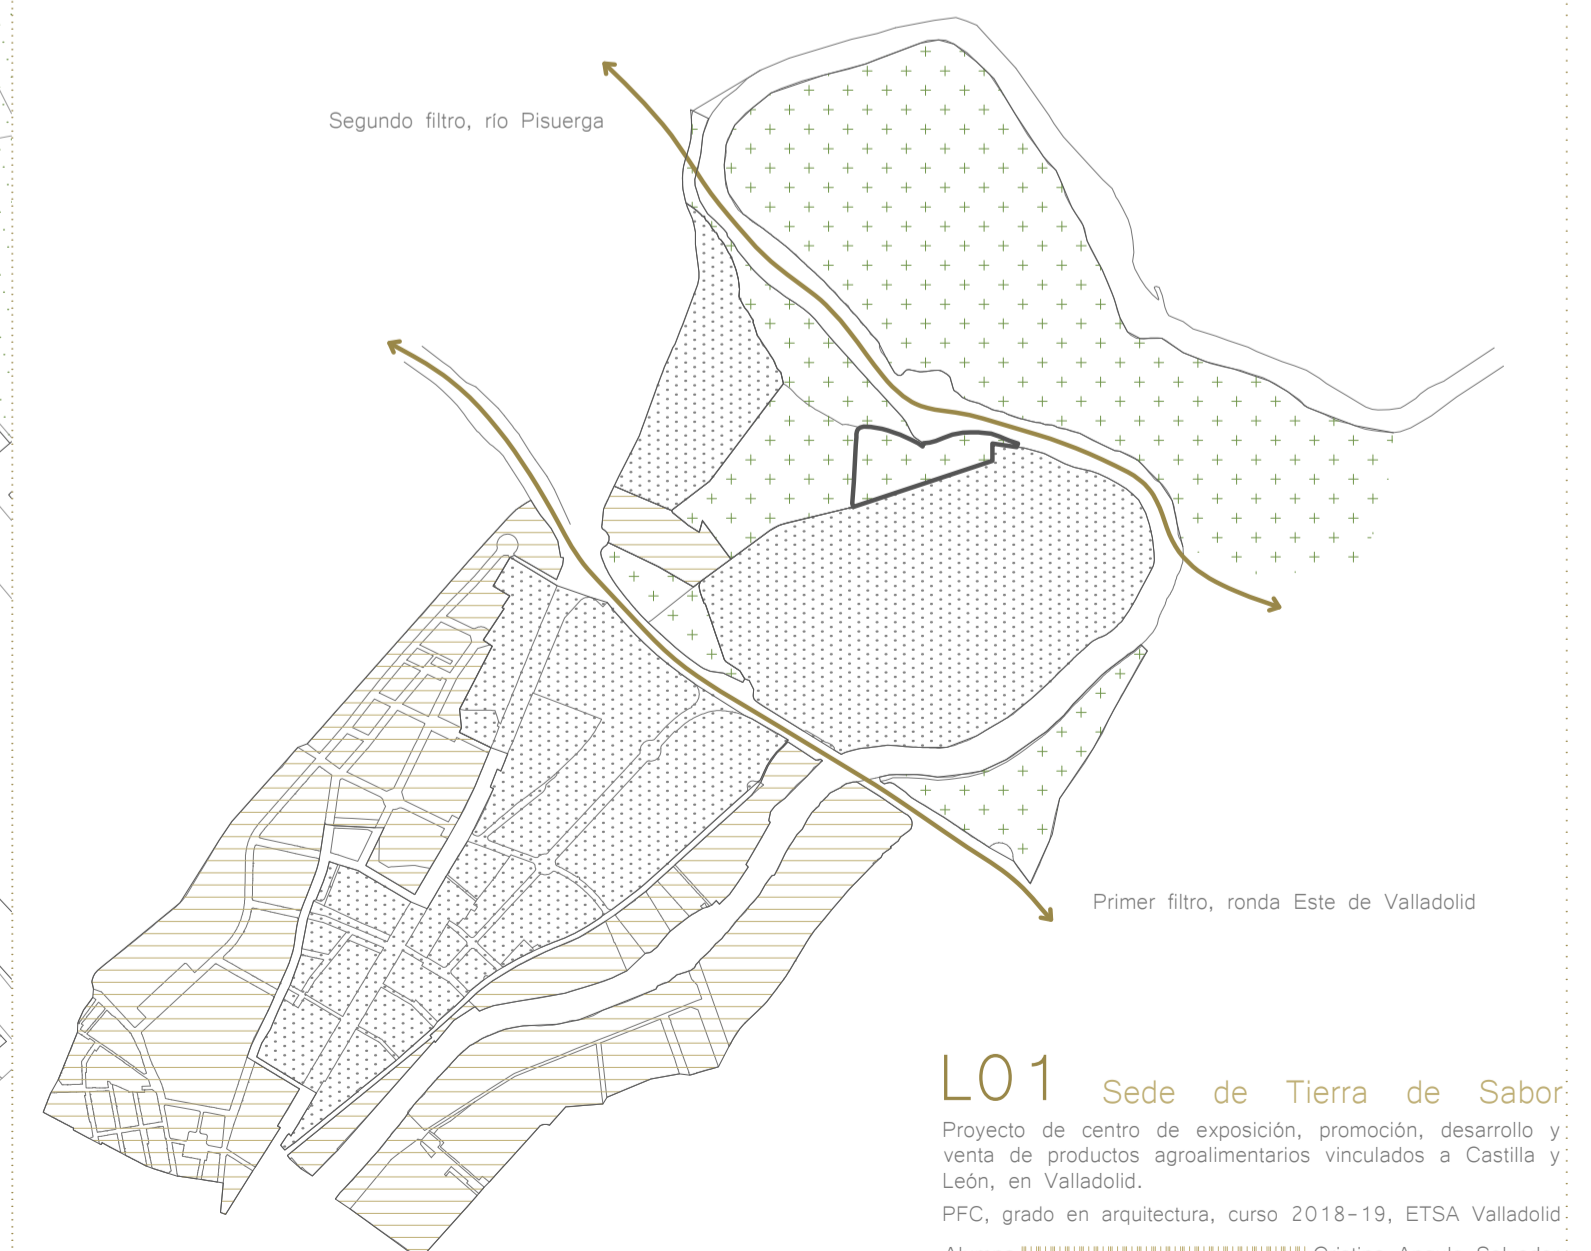 Segundo filtro, río Pisuerga
Primer filtro, ronda Este de Valladolid
L01 Sede de Tierra de Sabor
Proyecto de centro de exposición, promoción, desarrollo y
venta de productos agroalimentarios vinculados a Castilla y
León, en Valladolid.
PFC, grado en arquitectura, curso 2018-19, ETSA Valladolid